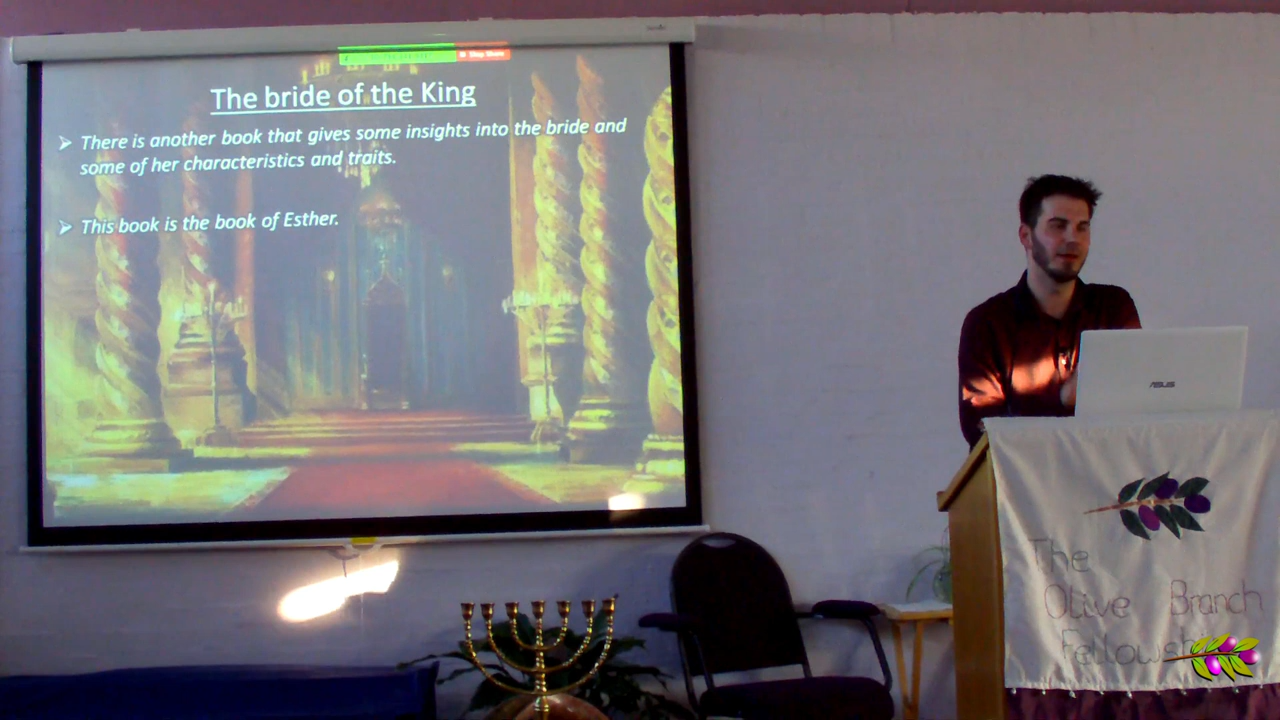 Stop Share
The bride of the King
➢ There is another book that gives some insights into the bride and
some of her characteristics and traits.
➢ This book is the book of Esther.
ASUS
The
Olive Branch
Fellowsh